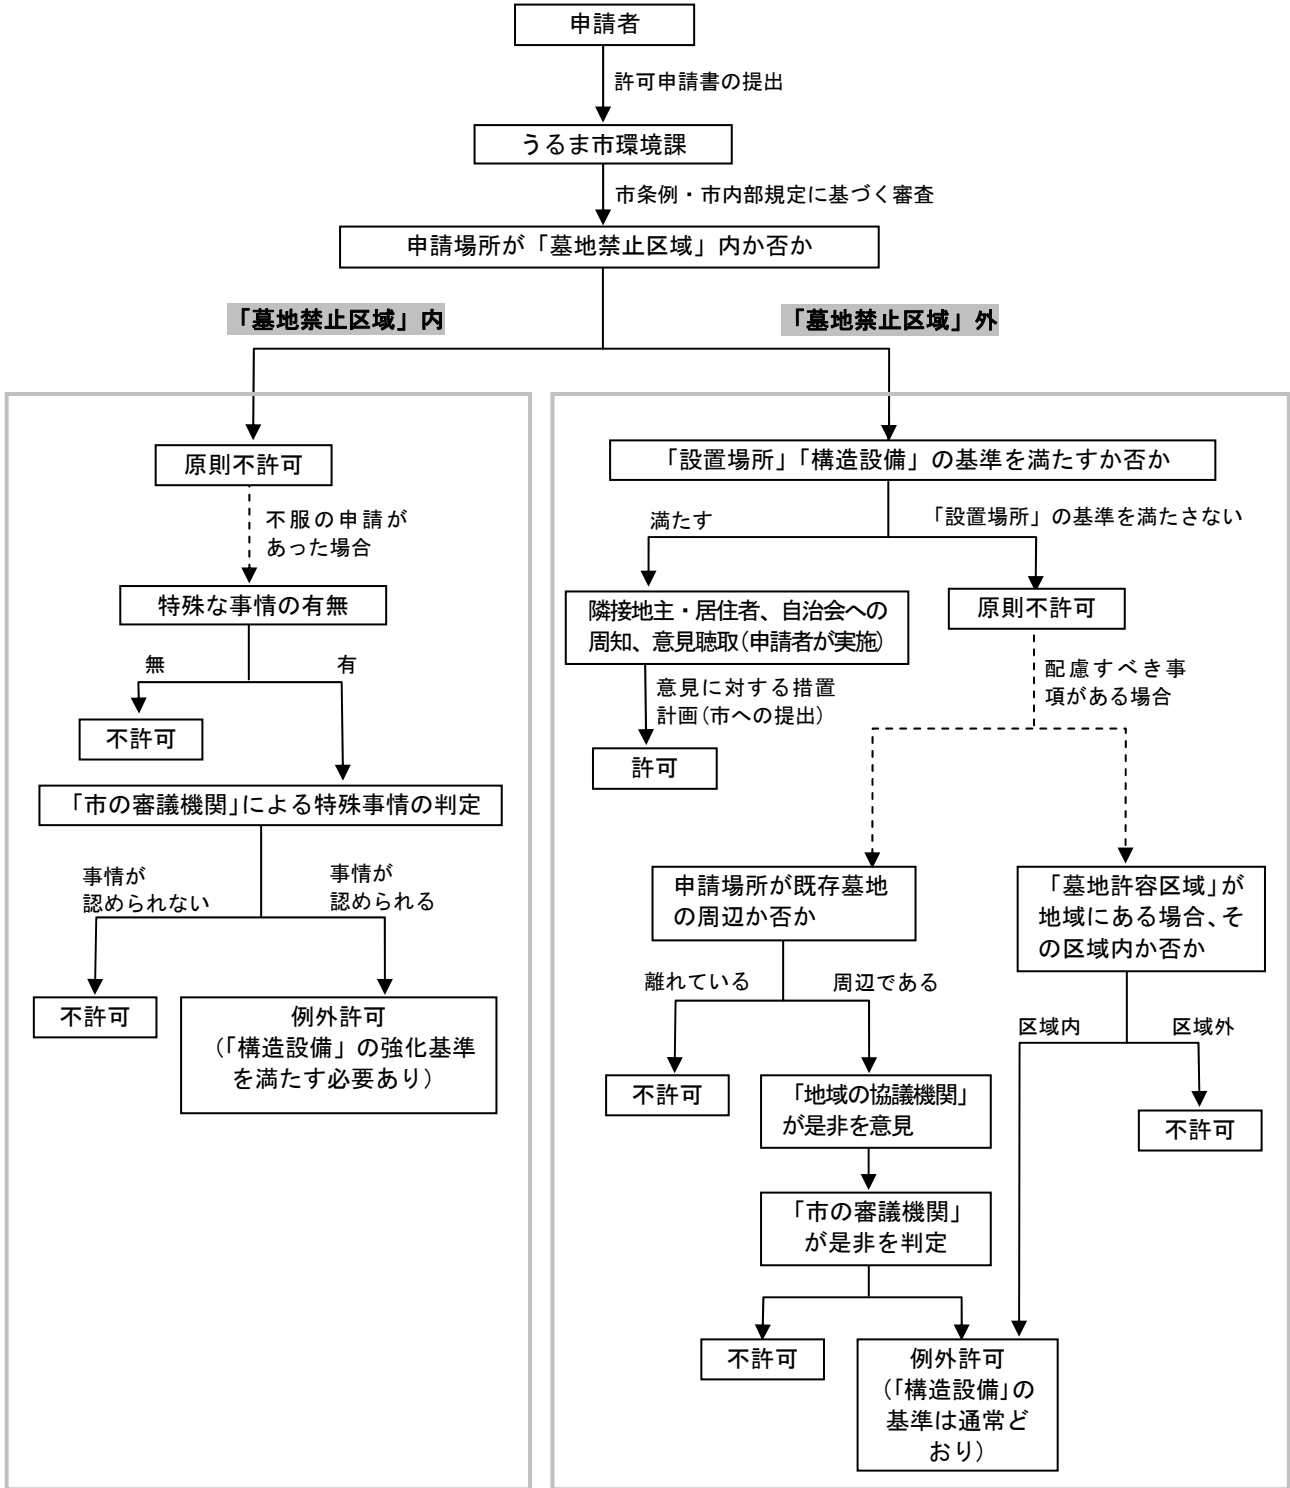 申請者
許可申請書の提出
うるま市環境課
市条例・市内部規定に基づく審査
申請場所が「墓地禁止区域」内か否か
「墓地禁止区域」内
「墓地禁止区域」外
原則不許可
不服の申請が
あった場合
特殊な事情の有無
無
有
不許可
「市の審議機関」による特殊事情の判定
事情が
認められない
事情が
認められる
不許可
例外許可
(「構造設備」の強化基準
を満たす必要あり)
「設置場所」「構造設備」の基準を満たすか否か
満たす
「設置場所」の基準を満たさない
隣接地主・居住者、自治会への
周知、意見聴取(申請者が実施)
意見に対する措置
計画(市への提出)
許可
原則不許可
配慮すべき事
項がある場合
申請場所が既存墓地
の周辺か否か
離れている
周辺である
不許可
「地域の協議機関」
が是非を意見
「市の審議機関」
が是非を判定
不許可
例外許可
(「構造設備」の
基準は通常ど
おり)
「墓地許容区域」が
地域にある場合、そ
の区域内か否か
区域内
区域外
不許可